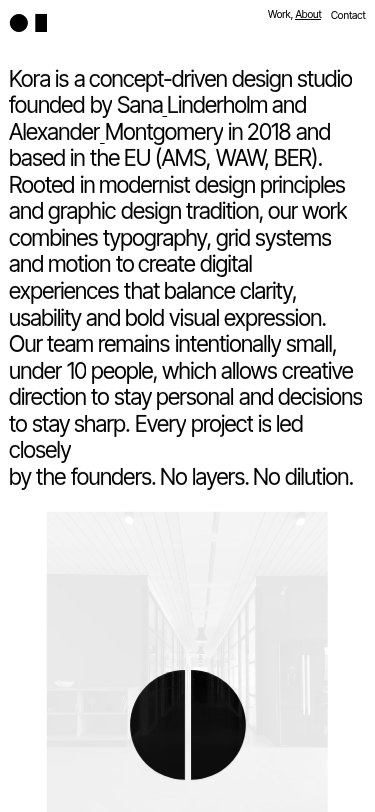 Work, About Contact
Kora is a concept-driven design studio
founded by Sana Linderholm and
Alexander Montgomery in 2018 and
based in the EU (AMS, WAW, BER).
Rooted in modernist design principles
and graphic design tradition, our work
combines typography, grid systems
and motion to create digital
experiences that balance clarity,
usability and bold visual expression.
Our team remains intentionally small,
under 10 people, which allows creative
direction to stay personal and decisions
to stay sharp. Every project is led
closely
by the founders. No layers. No dilution.